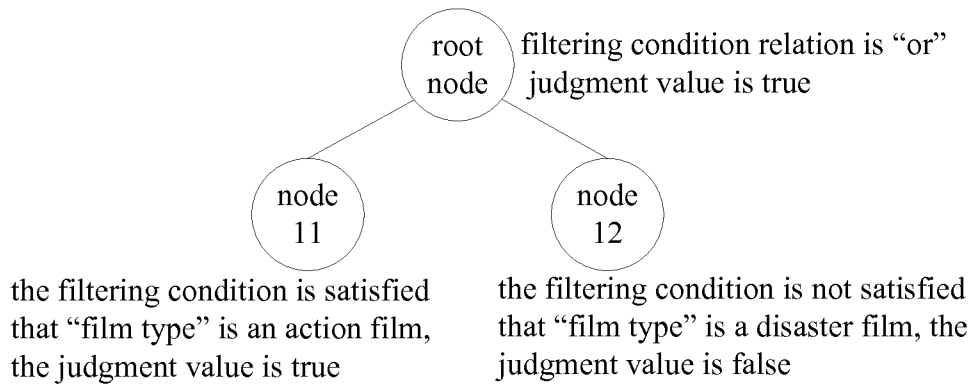 root
node
filtering condition relation is “or”
judgment value is true
node
11
node
12
the filtering condition is satisfied
that “film type” is an action film,
the judgment value is true
the filtering condition is not satisfied
that “film type” is a disaster film, the
judgment value is false